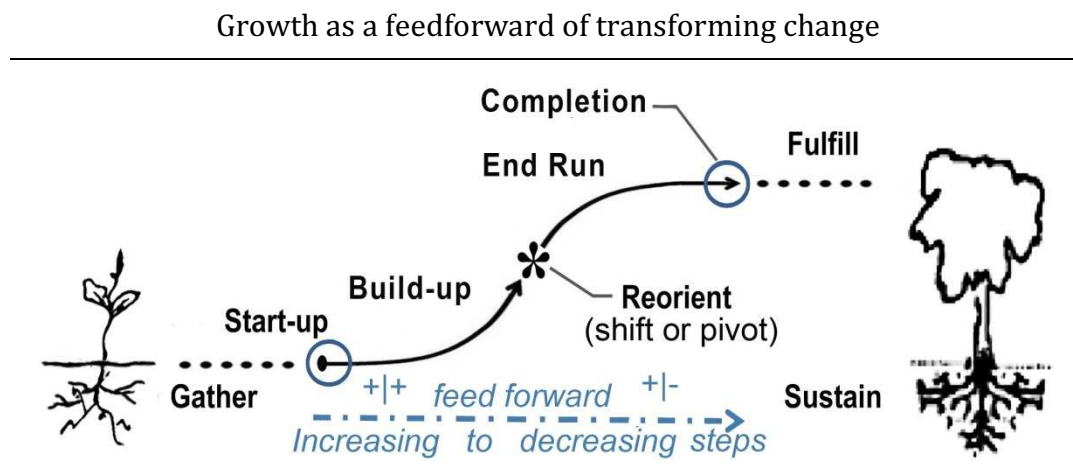 Growth as a feedforward of transforming change
Completion
Fulfill
End Run
Build-up
Reorient
(shift or pivot)
Start-up
Gather
Sustain
+|+ feed forward +|-
Increasing to decreasing steps